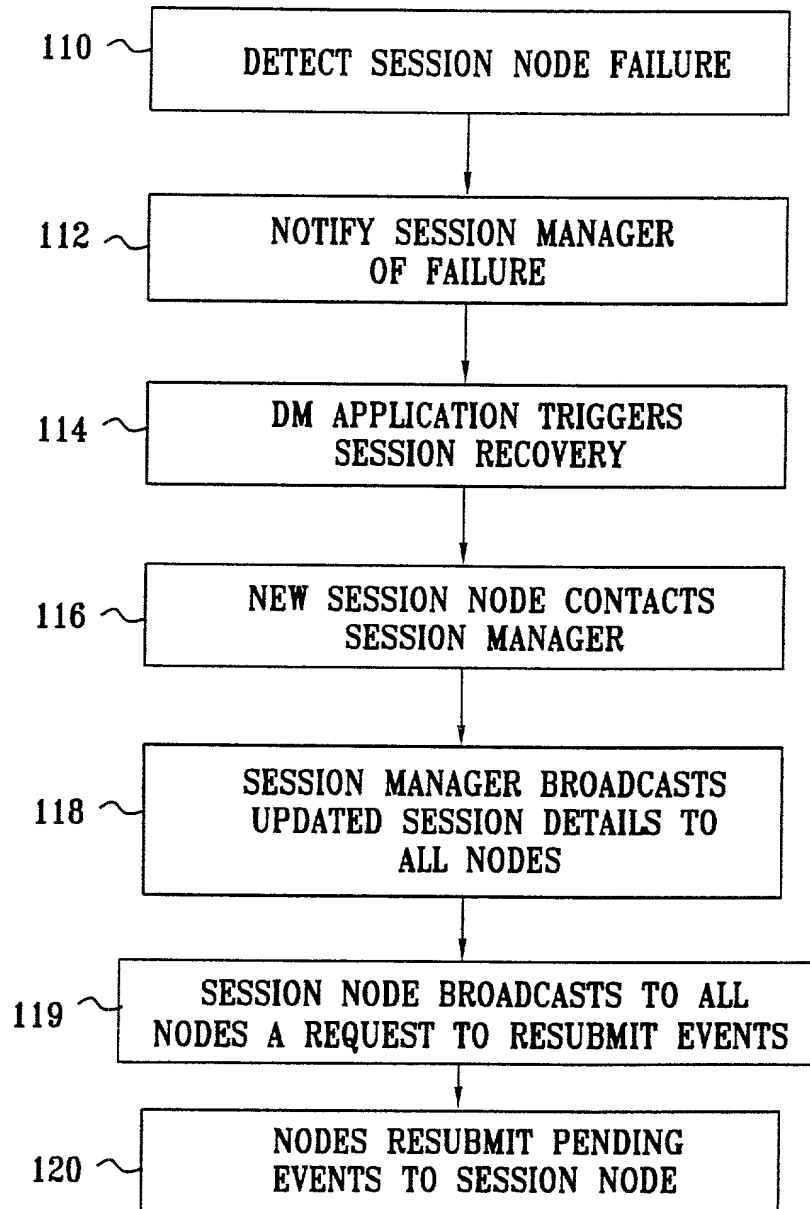 110
DETECT SESSION NODE FAILURE
112
NOTIFY SESSION MANAGER
OF FAILURE
114
DM APPLICATION TRIGGERS
SESSION RECOVERY
116
NEW SESSION NODE CONTACTS
SESSION MANAGER
118
SESSION MANAGER BROADCASTS
UPDATED SESSION DETAILS TO
ALL NODES
119
SESSION NODE BROADCASTS TO ALL
NODES A REQUEST TO RESUBMIT EVENTS
120
NODES RESUBMIT PENDING
EVENTS TO SESSION NODE